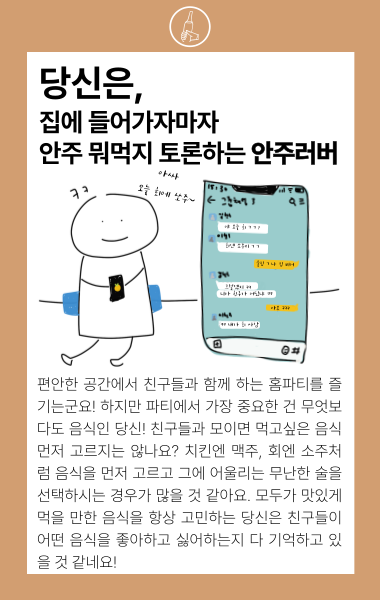 당신은,
집에 들어가자마자
안주 뭐먹지 토론하는 안주러버
아싸
ㅋㅋ
오늘 회에 소주~
편안한 공간에서 친구들과 함께 하는 홈파티를 즐
기는군요! 하지만 파티에서 가장 중요한 건 무엇보
다도 음식인 당신! 친구들과 모이면 먹고싶은 음식
먼저 고르지는 않나요? 치킨엔 맥주, 회엔 소주처
럼 음식을 먼저 고르고 그에 어울리는 무난한 술을
선택하시는 경우가 많을 것 같아요. 모두가 맛있게
먹을 만한 음식을 항상 고민하는 당신은 친구들이
어떤 음식을 좋아하고 싫어하는지 다 기억하고 있
을 것 같네요!